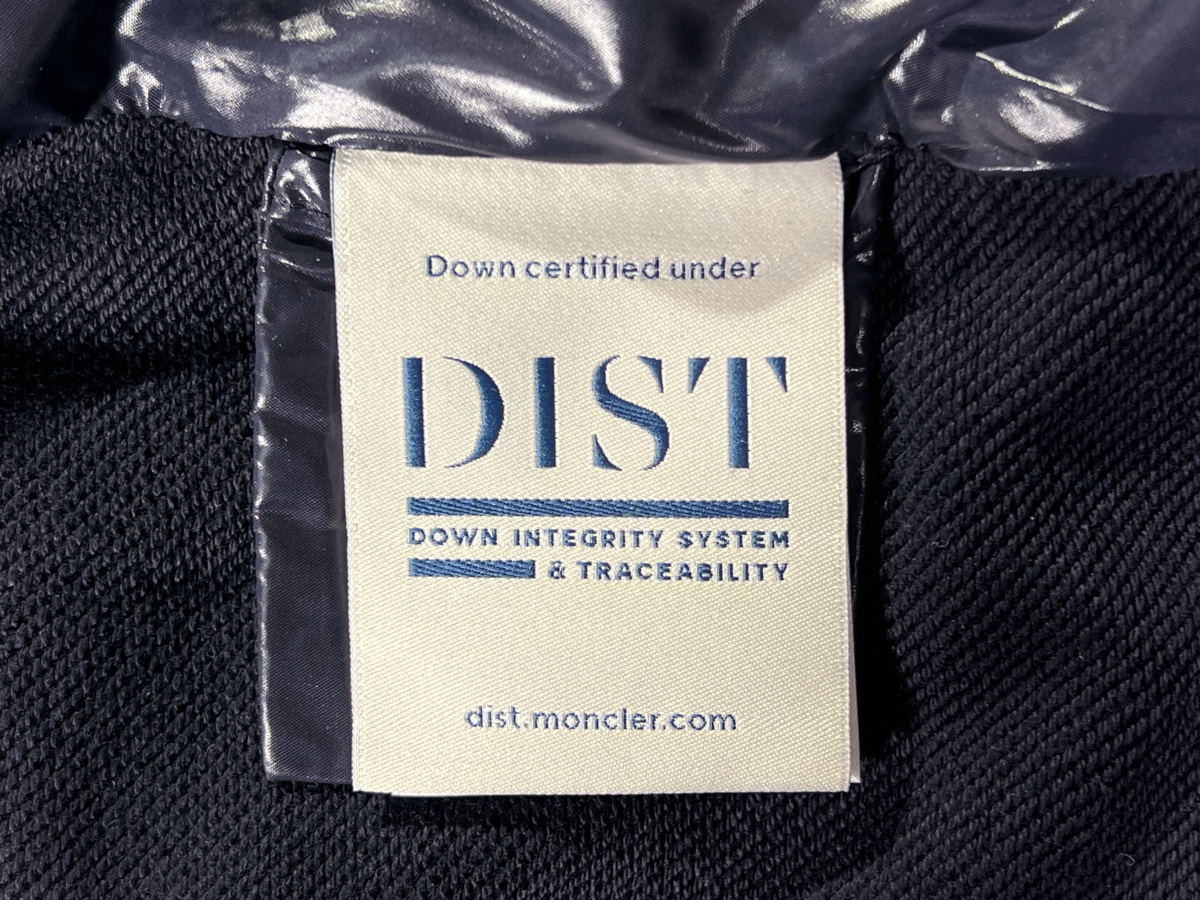 Down certified under
DIST
DOWN INTEGRITY SYSTEM
& TRACEABILITY
dist.moncler.com